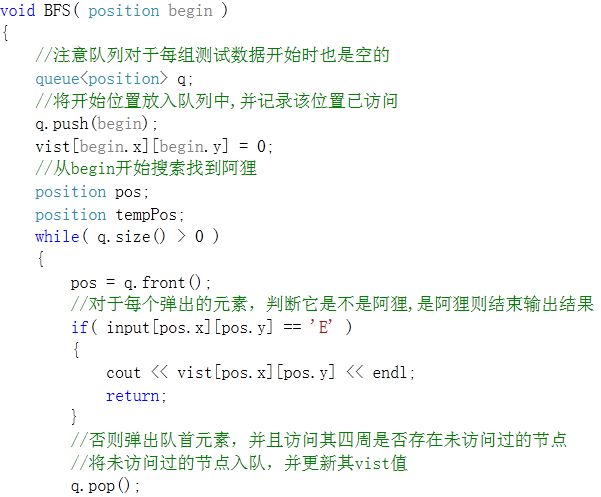 void BFS( position begin )
{
//注意队列对于每组测试数据开始时也是空的
queue<position> q;
//将开始位置放入队列中,并记录该位置已访问
q.push(begin);
vist[begin.x][begin.y] = 0;
//从begin开始搜索找到阿狸
position pos;
position tempPos;
while( q.size() > 0 )
{
pos = q.front();
//对于每个弹出的元素，判断它是不是阿狸,是阿狸则结束输出结果
if( input[pos.x][pos.y] == 'E' )
{
cout << vist[pos.x][pos.y] << endl;
return;
}
//否则弹出队首元素，并且访问其四周是否存在未访问过的节点
//将未访问过的节点入队，并更新其vist值
q.pop();